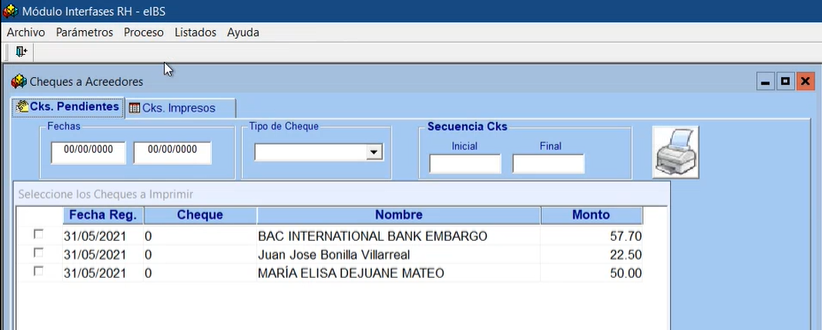 Módulo Interfases RH - eIBS
Archivo Parámetros Proceso Listados Ayuda
Cheques a Acreedores
Cks. Pendientes Cks. Impresos
Fechas Tipo de Cheque Secuencia Cks
Inicial Final
00/00/0000 00/00/0000
Seleccione los Cheques a Imprimir
Fecha Reg. Cheque Nombre Monto
31/05/2021 0 BAC INTERNATIONAL BANK EMBARGO 57.70
31/05/2021 0 Juan Jose Bonilla Villarreal 22.50
31/05/2021 0 MARÍA ELISA DEJUANE MATEO 50.00